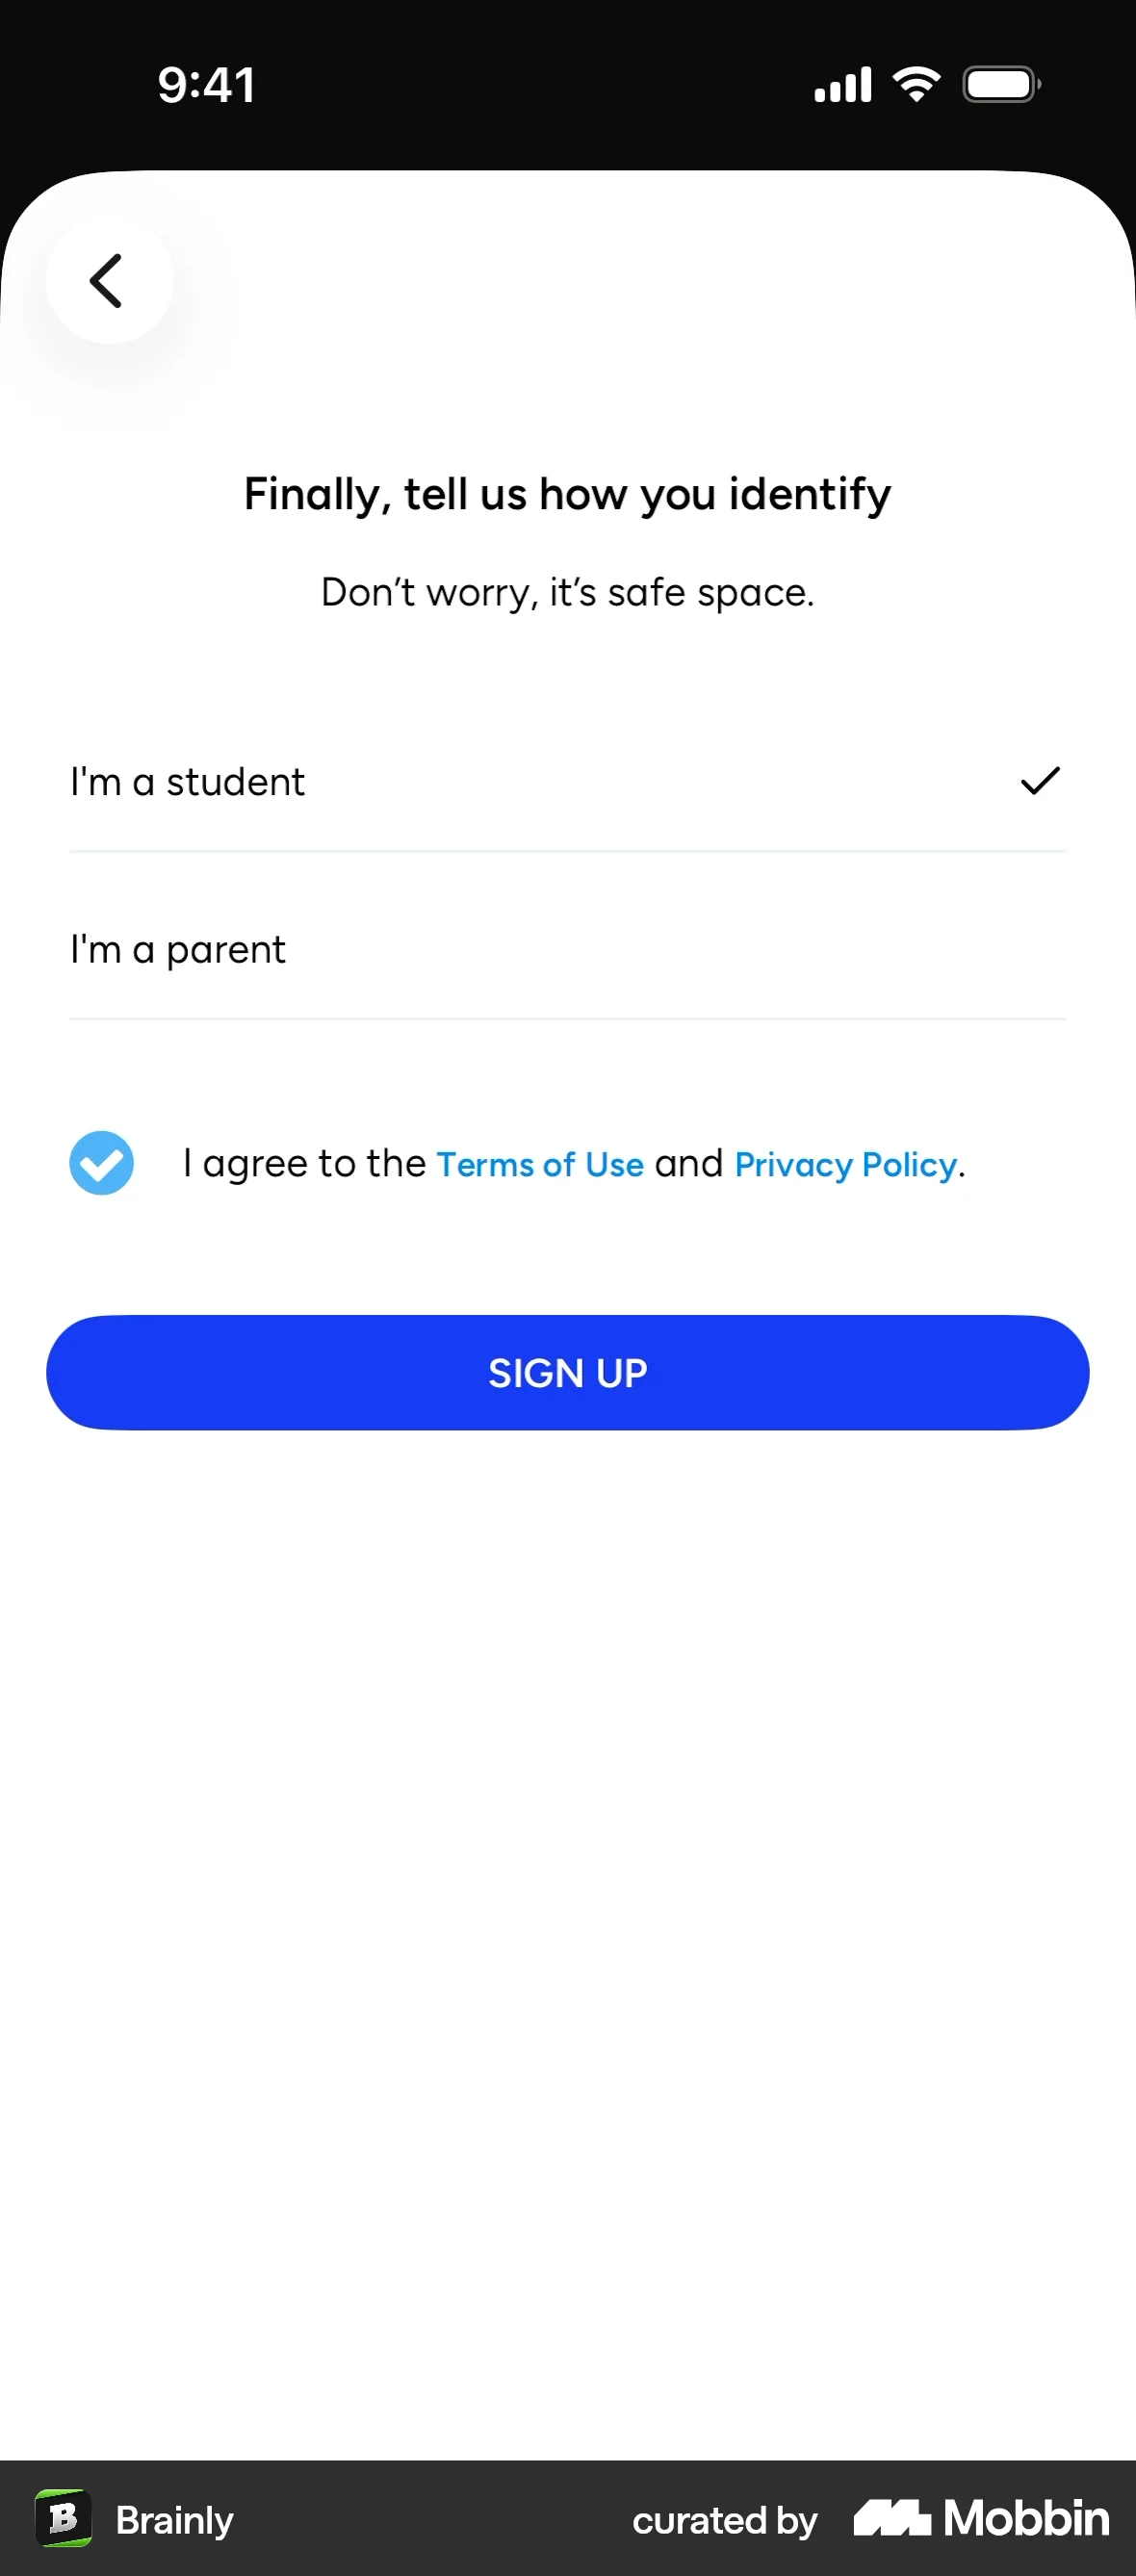 9:41
Finally, tell us how you identify
Don’t worry, it’s safe space.
I'm a student
I'm a parent
I agree to the Terms of Use and Privacy Policy.
SIGN UP
B Brainly
curated by Mobbin